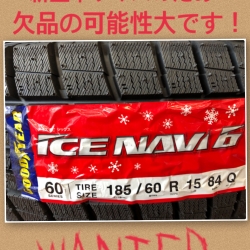 欠品の可能性大です！
GOODYEAR
ICE NAVI 6
60 SERIES TIRE SIZE 185/60 R 15 84 Q
WANTED